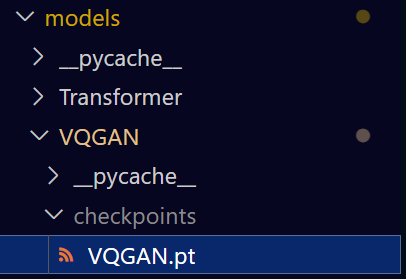 models
__pycache__
Transformer
VQGAN
__pycache__
checkpoints
VQGAN.pt